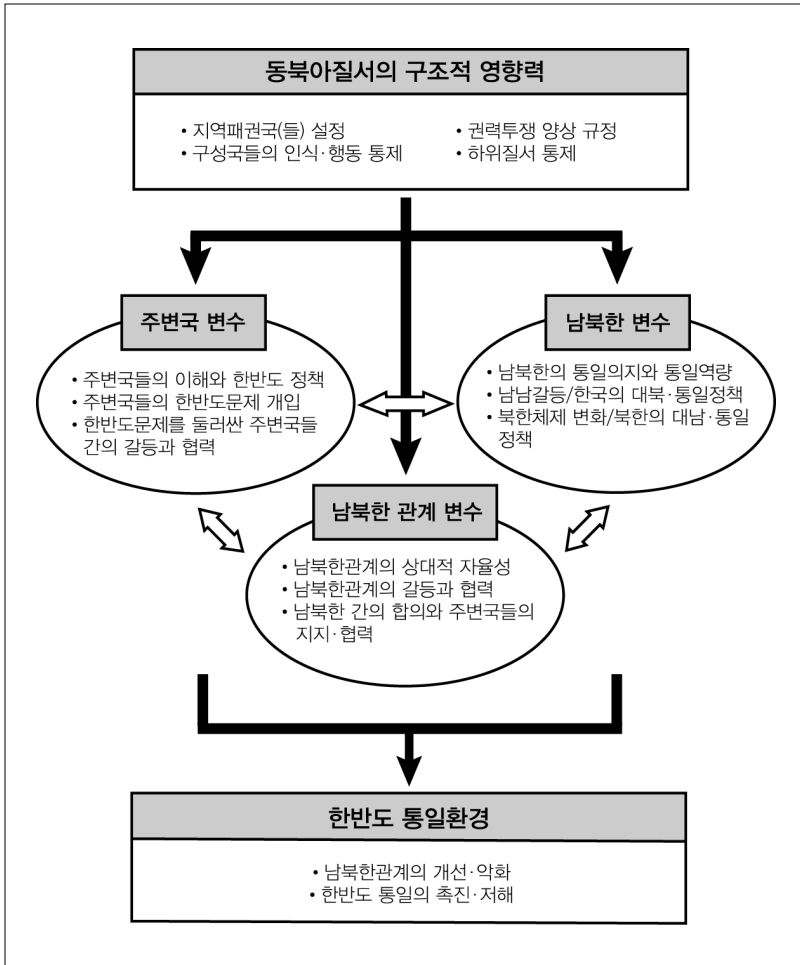 동북아질서의 구조적 영향력
• 지역패권국(들) 설정
• 구성국들의 인식·행동 통제
• 권력투쟁 양상 규정
• 하위질서 통제
주변국 변수
• 주변국들의 이해와 한반도 정책
• 주변국들의 한반도문제 개입
• 한반도문제를 둘러싼 주변국들
간의 갈등과 협력
남북한 변수
• 남북한의 통일의지와 통일역량
• 남남갈등/한국의 대북·통일정책
• 북한체제 변화/북한의 대남·통일
정책
남북한 관계 변수
• 남북한관계의 상대적 자율성
• 남북한관계의 갈등과 협력
• 남북한 간의 합의와 주변국들의
지지·협력
한반도 통일환경
• 남북한관계의 개선·악화
• 한반도 통일의 촉진·저해